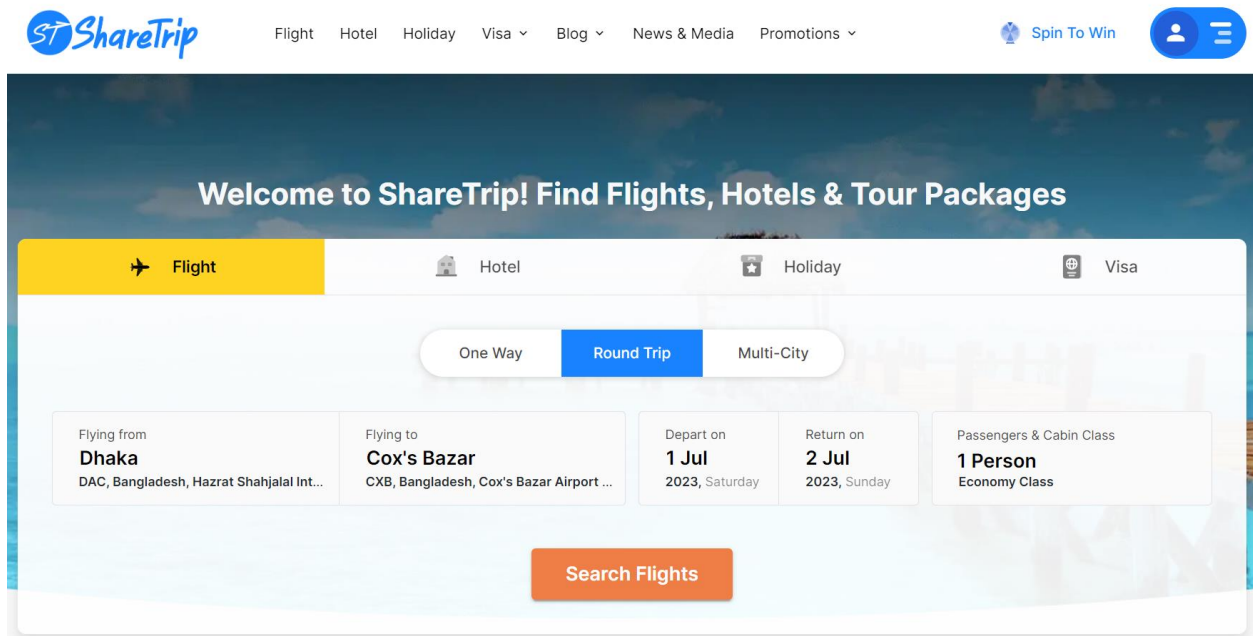 ST ShareTrip
Flight Hotel Holiday Visa Blog News & Media Promotions
Spin To Win
Welcome to ShareTrip! Find Flights, Hotels & Tour Packages
Flight Hotel Holiday Visa
One Way Round Trip Multi-City
Flying from
Dhaka
DAC, Bangladesh, Hazrat Shahjalal Int...
Flying to
Cox's Bazar
CXB, Bangladesh, Cox's Bazar Airport ...
Depart on
1 Jul
2023, Saturday
Return on
2 Jul
2023, Sunday
Passengers & Cabin Class
1 Person
Economy Class
Search Flights